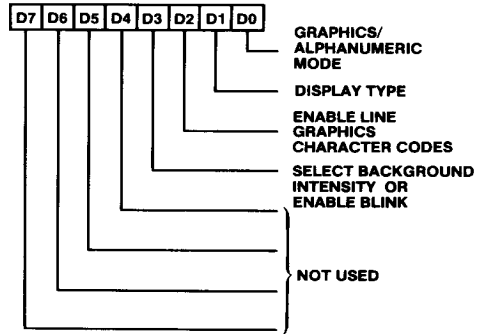 D7 D6 D5 D4 D3 D2 D1 D0
GRAPHICS/
ALPHANUMERIC
MODE
DISPLAY TYPE
ENABLE LINE
GRAPHICS
CHARACTER CODES
SELECT BACKGROUND
INTENSITY OR
ENABLE BLINK
NOT USED